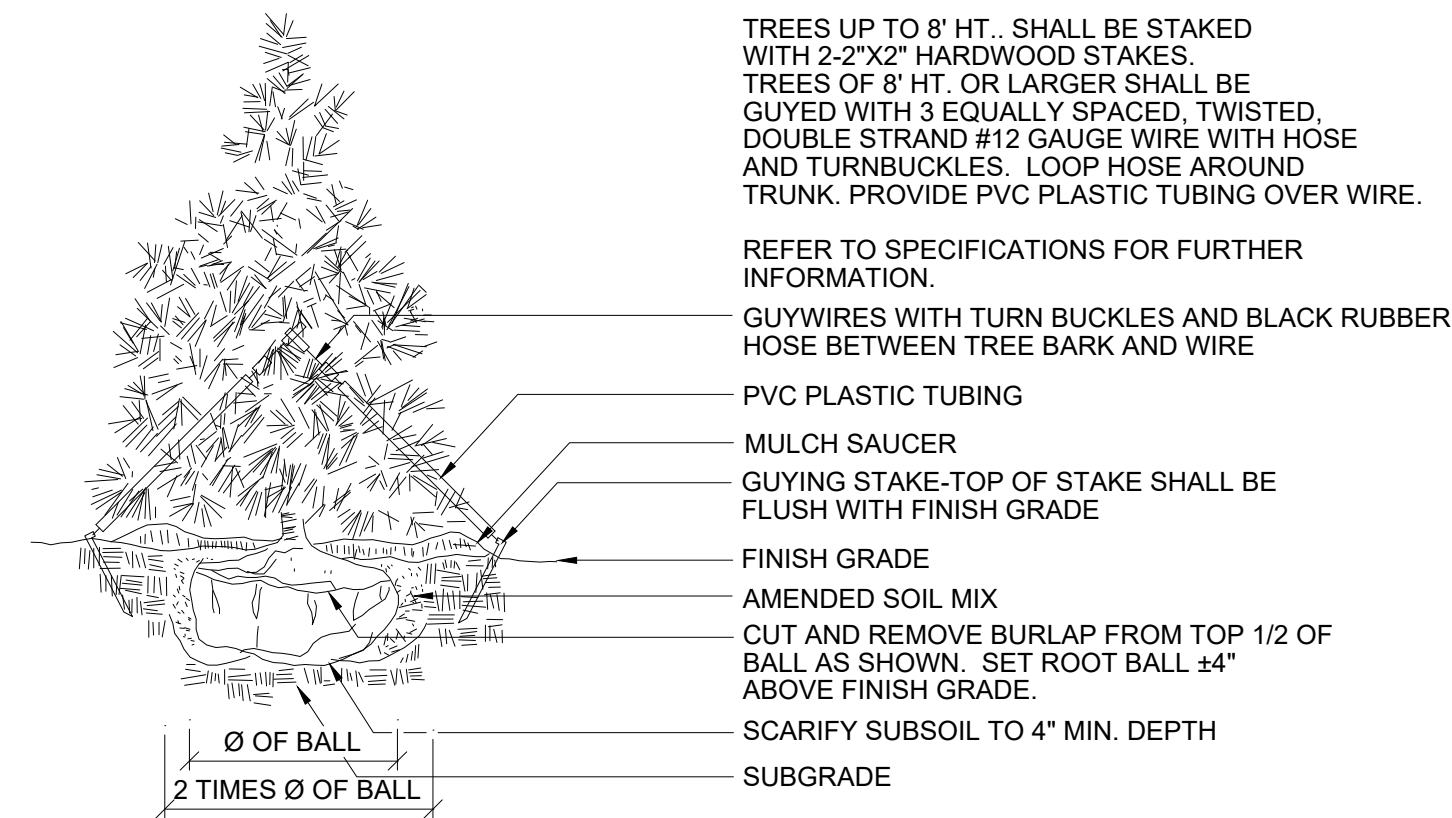 TREES UP TO 8' HT.. SHALL BE STAKED
WITH 2-2"X2" HARDWOOD STAKES.
TREES OF 8' HT. OR LARGER SHALL BE
GUYED WITH 3 EQUALLY SPACED, TWISTED,
DOUBLE STRAND #12 GAUGE WIRE WITH HOSE
AND TURNBUCKLES. LOOP HOSE AROUND
TRUNK. PROVIDE PVC PLASTIC TUBING OVER WIRE.
REFER TO SPECIFICATIONS FOR FURTHER
INFORMATION.
GUYWIRES WITH TURN BUCKLES AND BLACK RUBBER
HOSE BETWEEN TREE BARK AND WIRE
PVC PLASTIC TUBING
MULCH SAUCER
GUYING STAKE-TOP OF STAKE SHALL BE
FLUSH WITH FINISH GRADE
FINISH GRADE
AMENDED SOIL MIX
CUT AND REMOVE BURLAP FROM TOP 1/2 OF
BALL AS SHOWN. SET ROOT BALL ±4"
ABOVE FINISH GRADE.
SCARIFY SUBSOIL TO 4" MIN. DEPTH
SUBGRADE
Ø OF BALL
2 TIMES Ø OF BALL